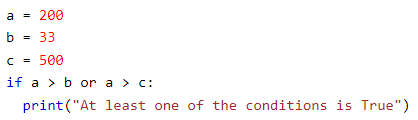 a = 200
b = 33
c = 500
if a > b or a > c:
  print("At least one of the conditions is True")